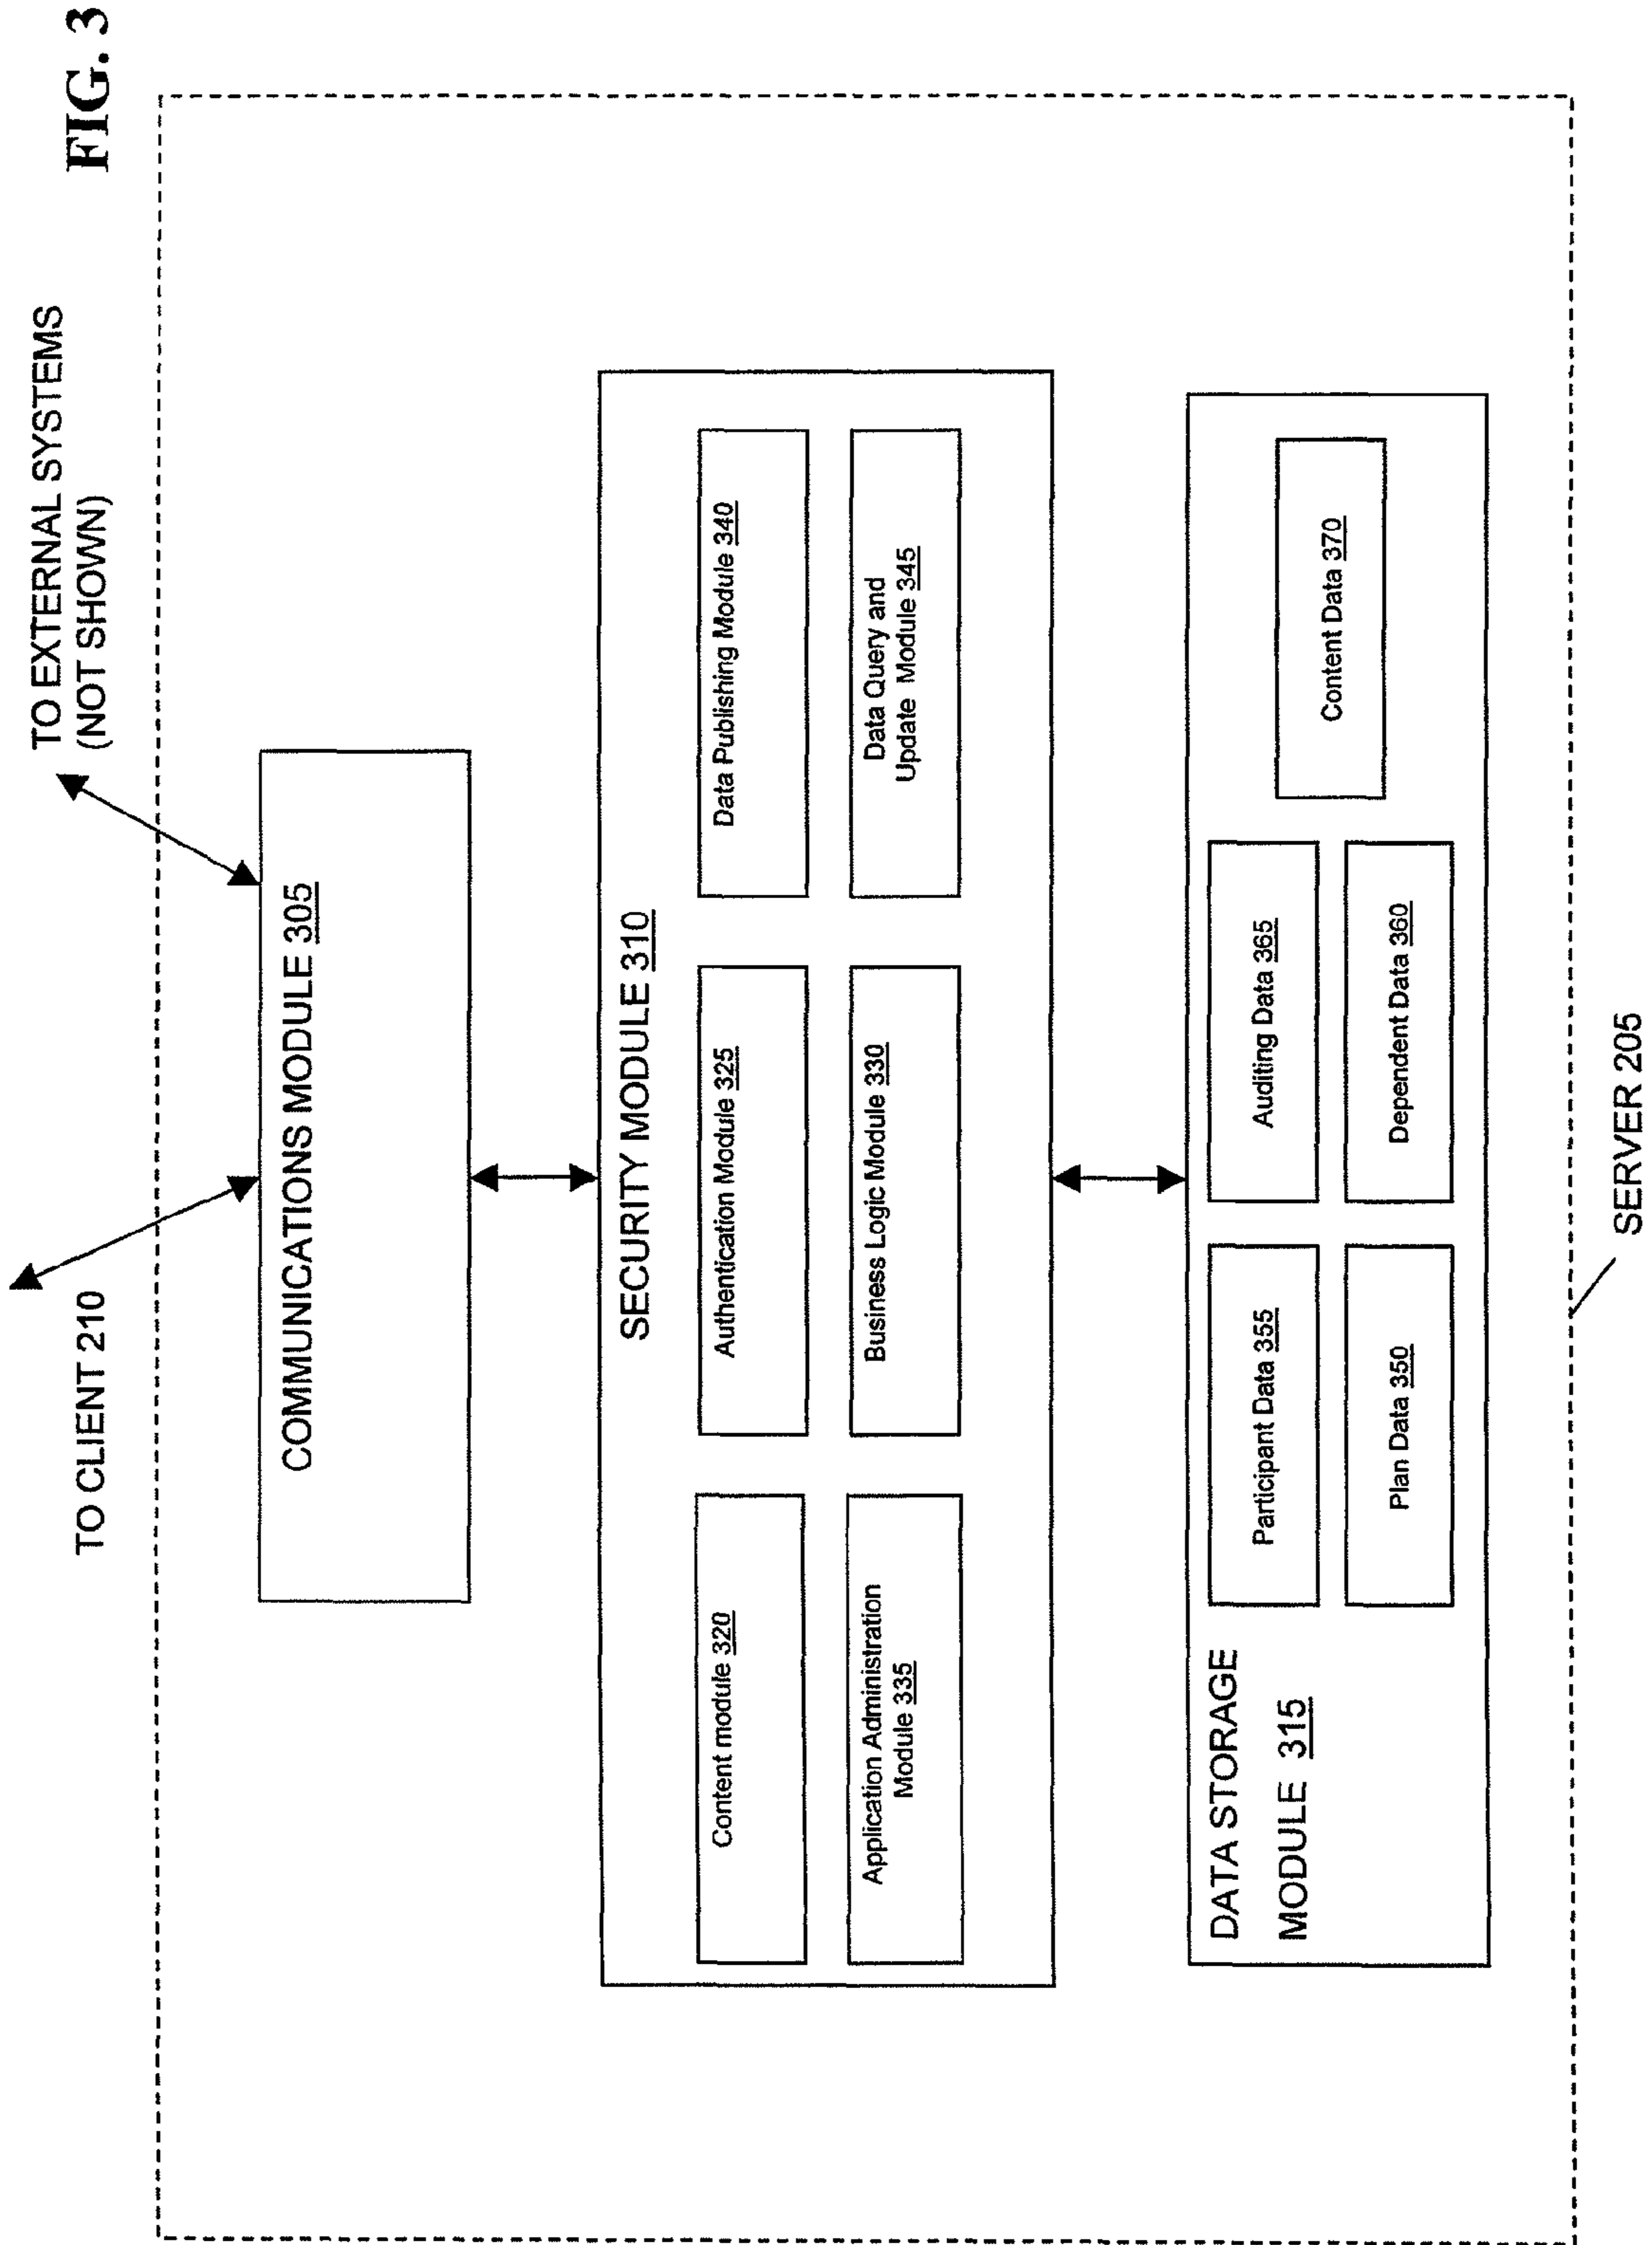 FIG. 3
TO CLIENT 210
TO EXTERNAL SYSTEMS
(NOT SHOWN)
COMMUNICATIONS MODULE 305
SECURITY MODULE 310
Content module 320
Authentication Module 325
Data Publishing Module 340
Application Administration
Module 335
Business Logic Module 330
Data Query and
Update Module 345
DATA STORAGE
MODULE 315
Participant Data 355
Auditing Data 365
Content Data 370
Plan Data 350
Dependent Data 360
SERVER 205